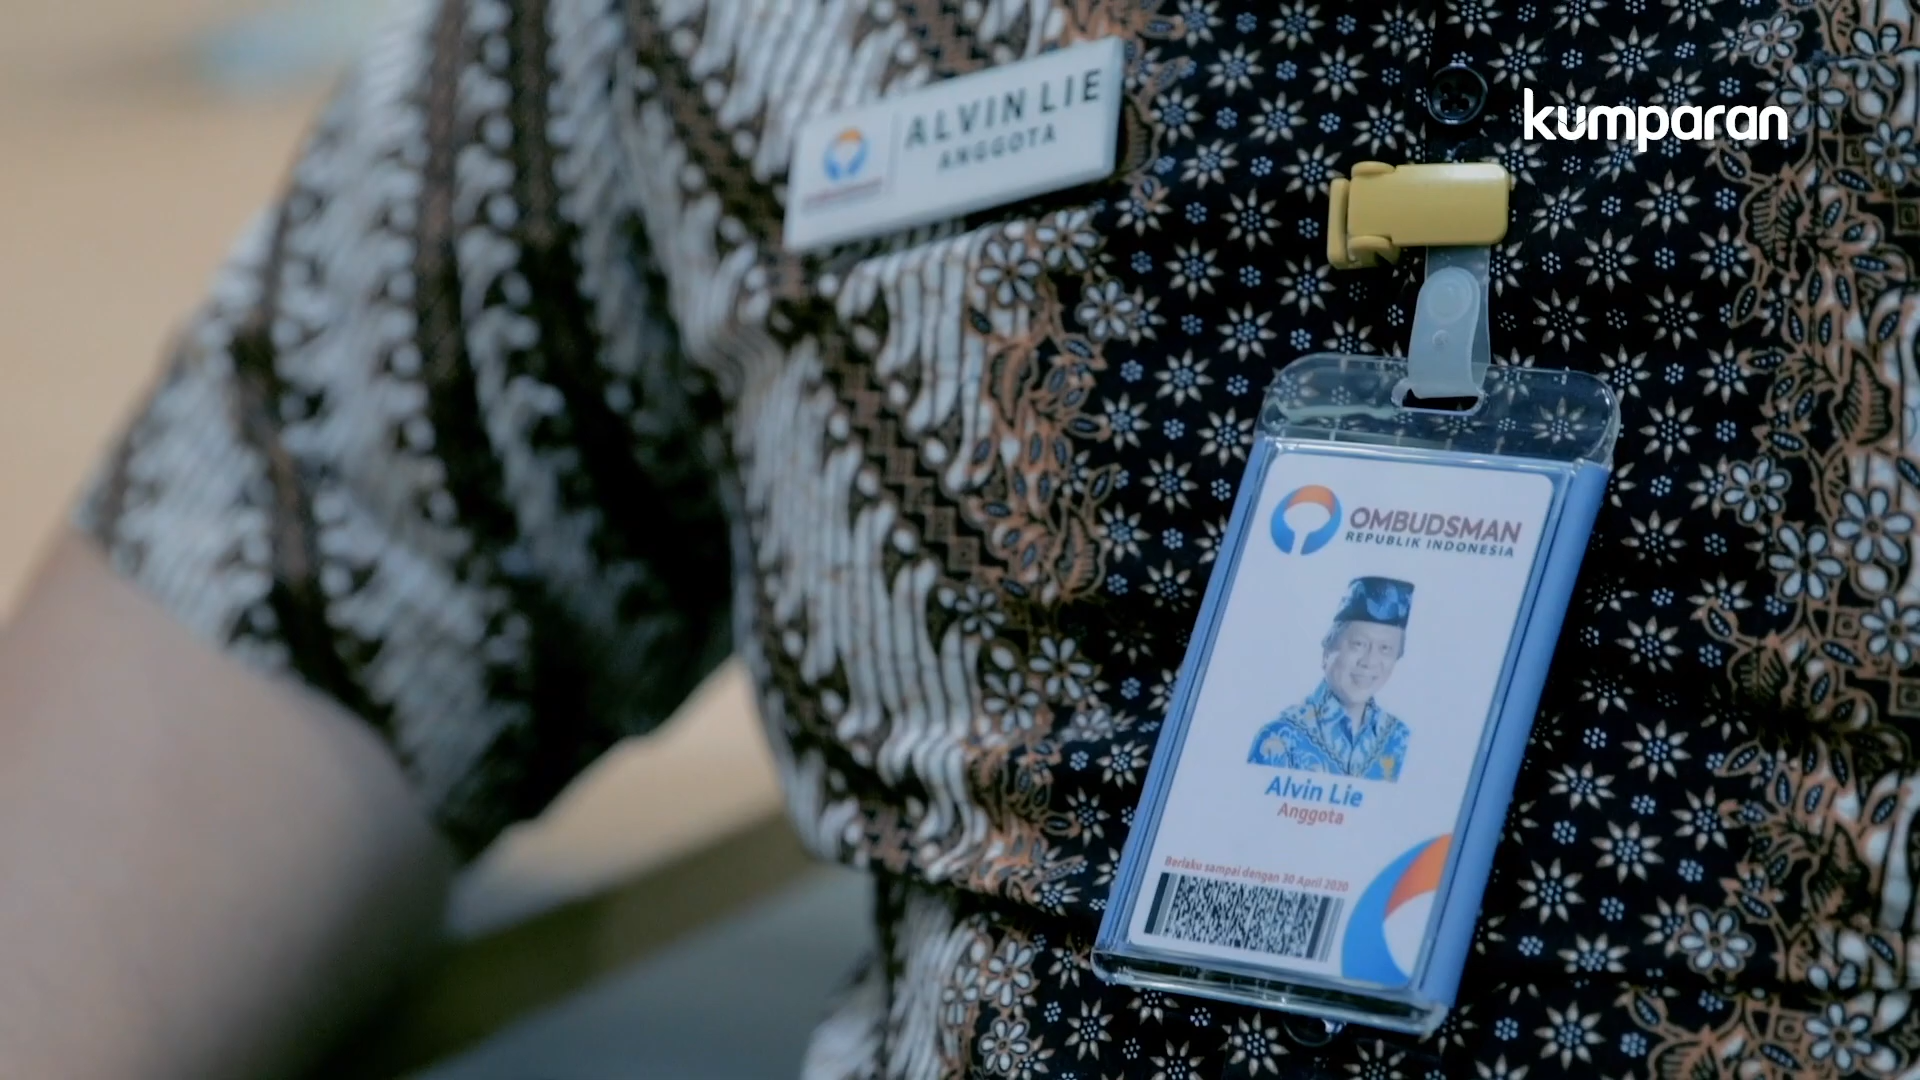 kumparan
ALVIN LIE
ANGGOTA
OMBUDSMAN
REPUBLIK INDONESIA
Alvin Lie
Anggota
Berlaku sampai dengan 30 April 2020